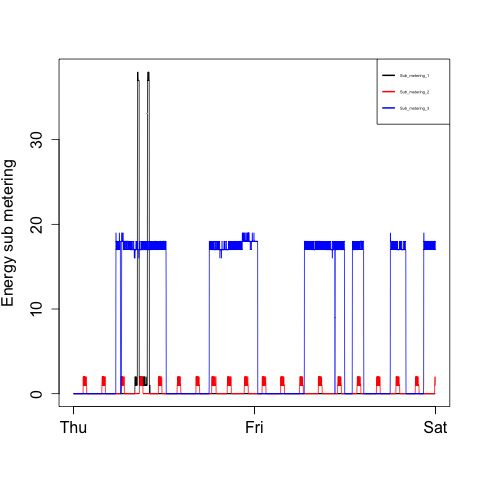 Sub_metering_1
Sub_metering_2
Sub_metering_3
Energy sub metering
30
20
10
0
Thu Fri Sat